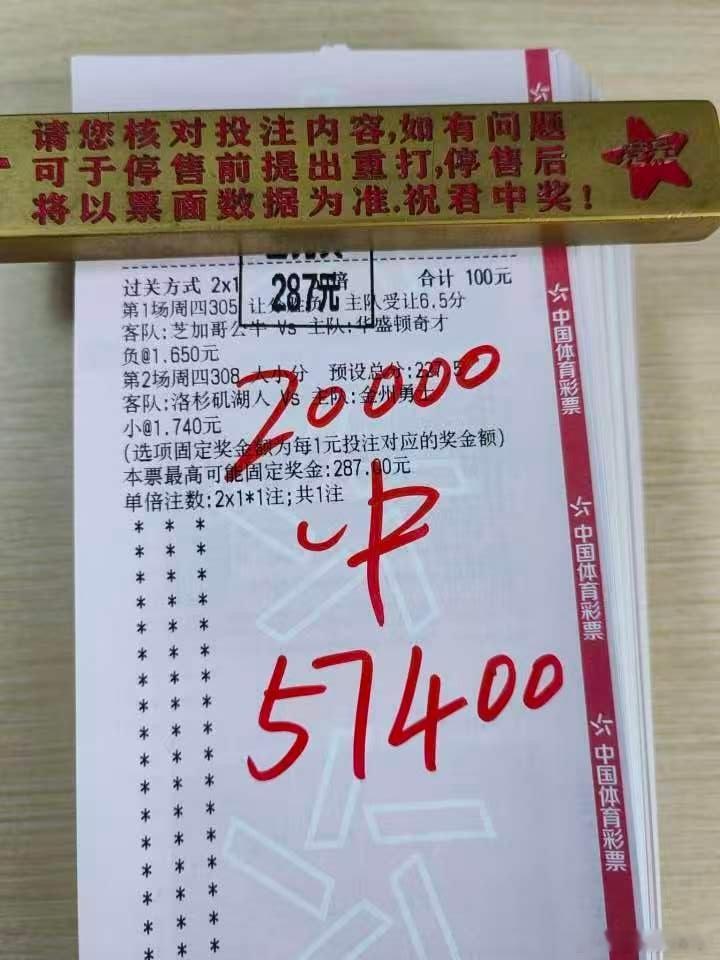 请您核对投注内容,如有问题
可于停售前提出重打,停售后
将以票面数据为准.祝君中奖!
287元
过关方式 2x1 倍 合计 100元
第1场周四305 主队受让6.5分
客队:芝加哥公牛 Vs 主队:华盛顿奇才
负@1.650元
第2场周四308 大小分 预设总分:227.5
客队:洛杉矶湖人 Vs 主队:金州勇士
小@1.740元
(选项固定奖金额为每1元投注对应的奖金额)
本票最高可能固定奖金:287.00元
单倍注数:2x1*1注;共1注
20000
中
57400
中国体育彩票
中国体育彩票
中国体育彩票